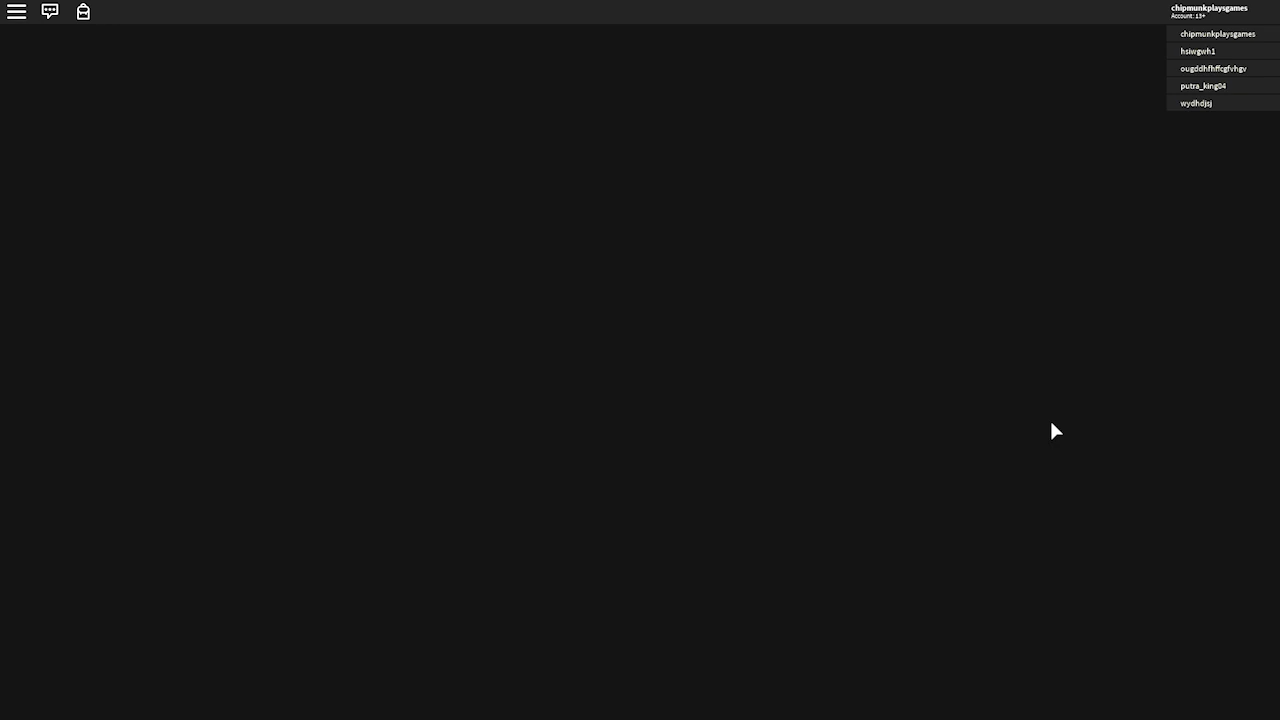 chipmunkplaysgames
Account: 13+
chipmunkplaysgames
hsiwgwh1
ougddhfhffcgfvhgv
putra_king04
wydhdjsj